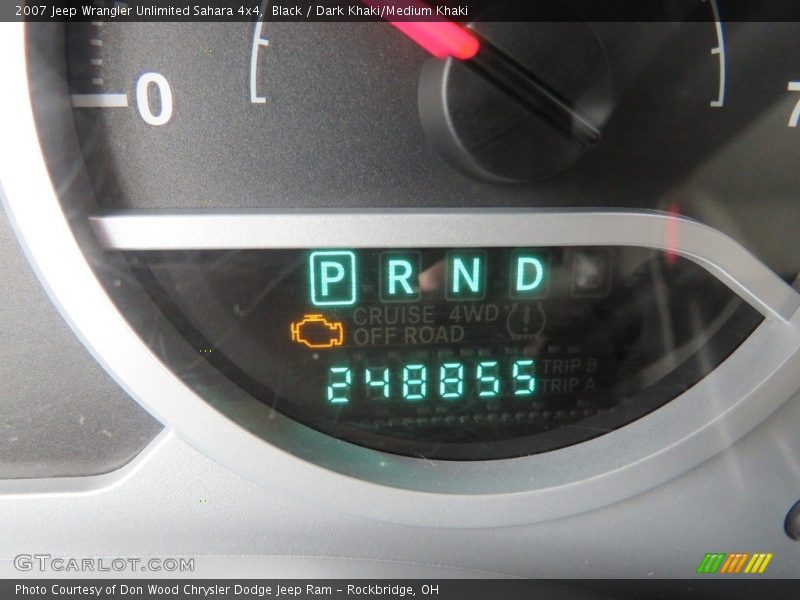 2007 Jeep Wrangler Unlimited Sahara 4x4, Black / Dark Khaki/Medium Khaki
0 7
P R N D
CRUISE 4WD
OFF ROAD
248855 TRIP B
TRIP A
GTCARLOT.COM
Photo Courtesy of Don Wood Chrysler Dodge Jeep Ram – Rockbridge, OH